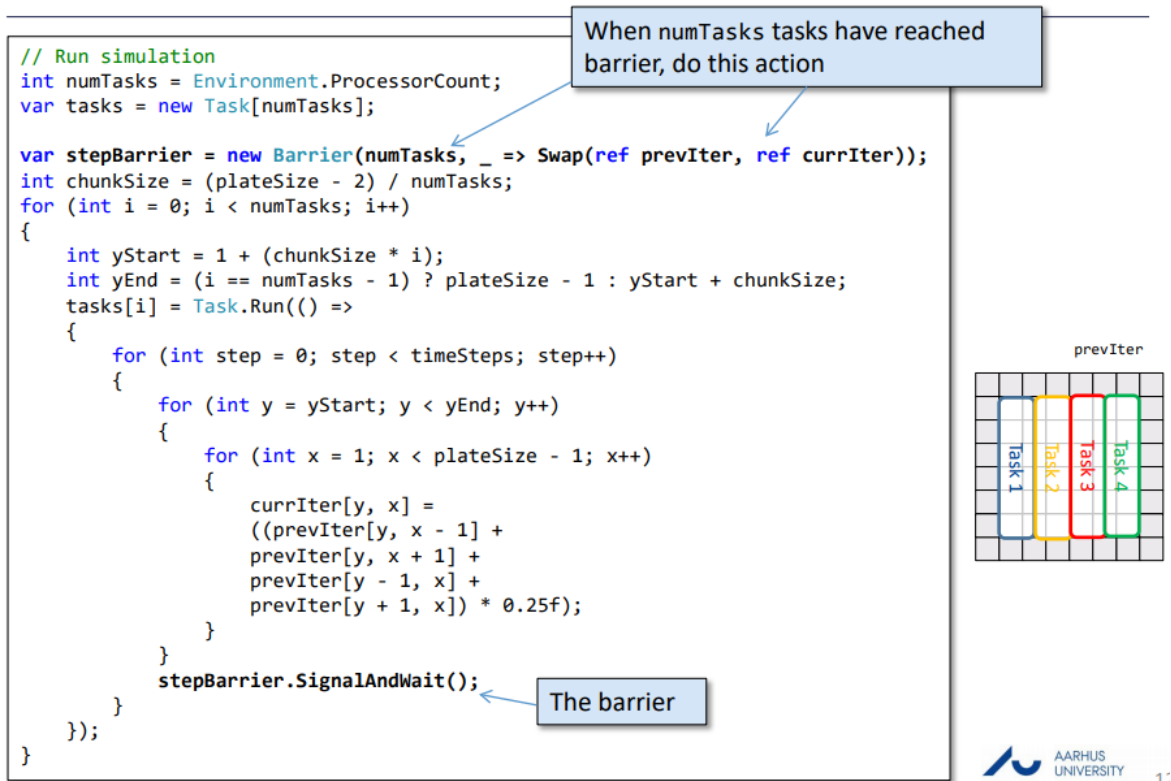 When numTasks tasks have reached
barrier, do this action
// Run simulation
int numTasks = Environment.ProcessorCount;
var tasks = new Task[numTasks];
var stepBarrier = new Barrier(numTasks, _ => Swap(ref prevIter, ref currIter));
int chunkSize = (plateSize - 2) / numTasks;
for (int i = 0; i < numTasks; i++)
{
    int yStart = 1 + (chunkSize * i);
    int yEnd = (i == numTasks - 1) ? plateSize - 1 : yStart + chunkSize;
    tasks[i] = Task.Run(() =>
    {
        for (int step = 0; step < timeSteps; step++)
        {
            for (int y = yStart; y < yEnd; y++)
            {
                for (int x = 1; x < plateSize - 1; x++)
                {
                    currIter[y, x] =
                    ((prevIter[y, x - 1] +
                    prevIter[y, x + 1] +
                    prevIter[y - 1, x] +
                    prevIter[y + 1, x]) * 0.25f);
                }
            }
            stepBarrier.SignalAndWait();
        }
    });
}
The barrier
prevIter
Task 1
Task 2
Task 3
Task 4
AARHUS
UNIVERSITY